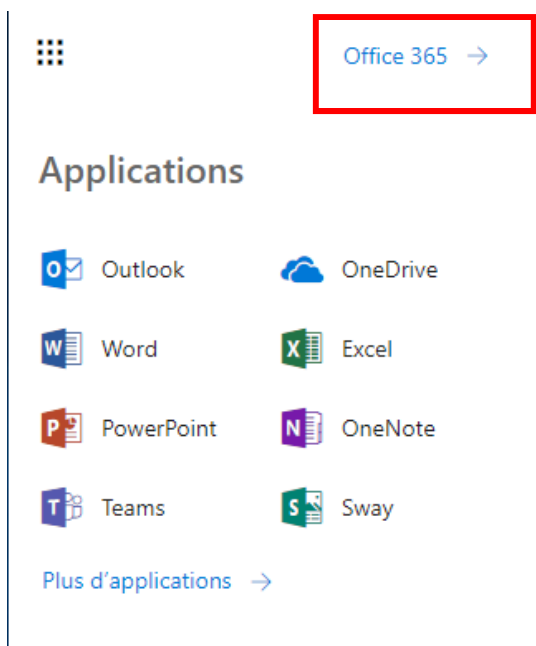 Office 365 →
Applications
Outlook OneDrive
Word Excel
PowerPoint OneNote
Teams Sway
Plus d’applications →